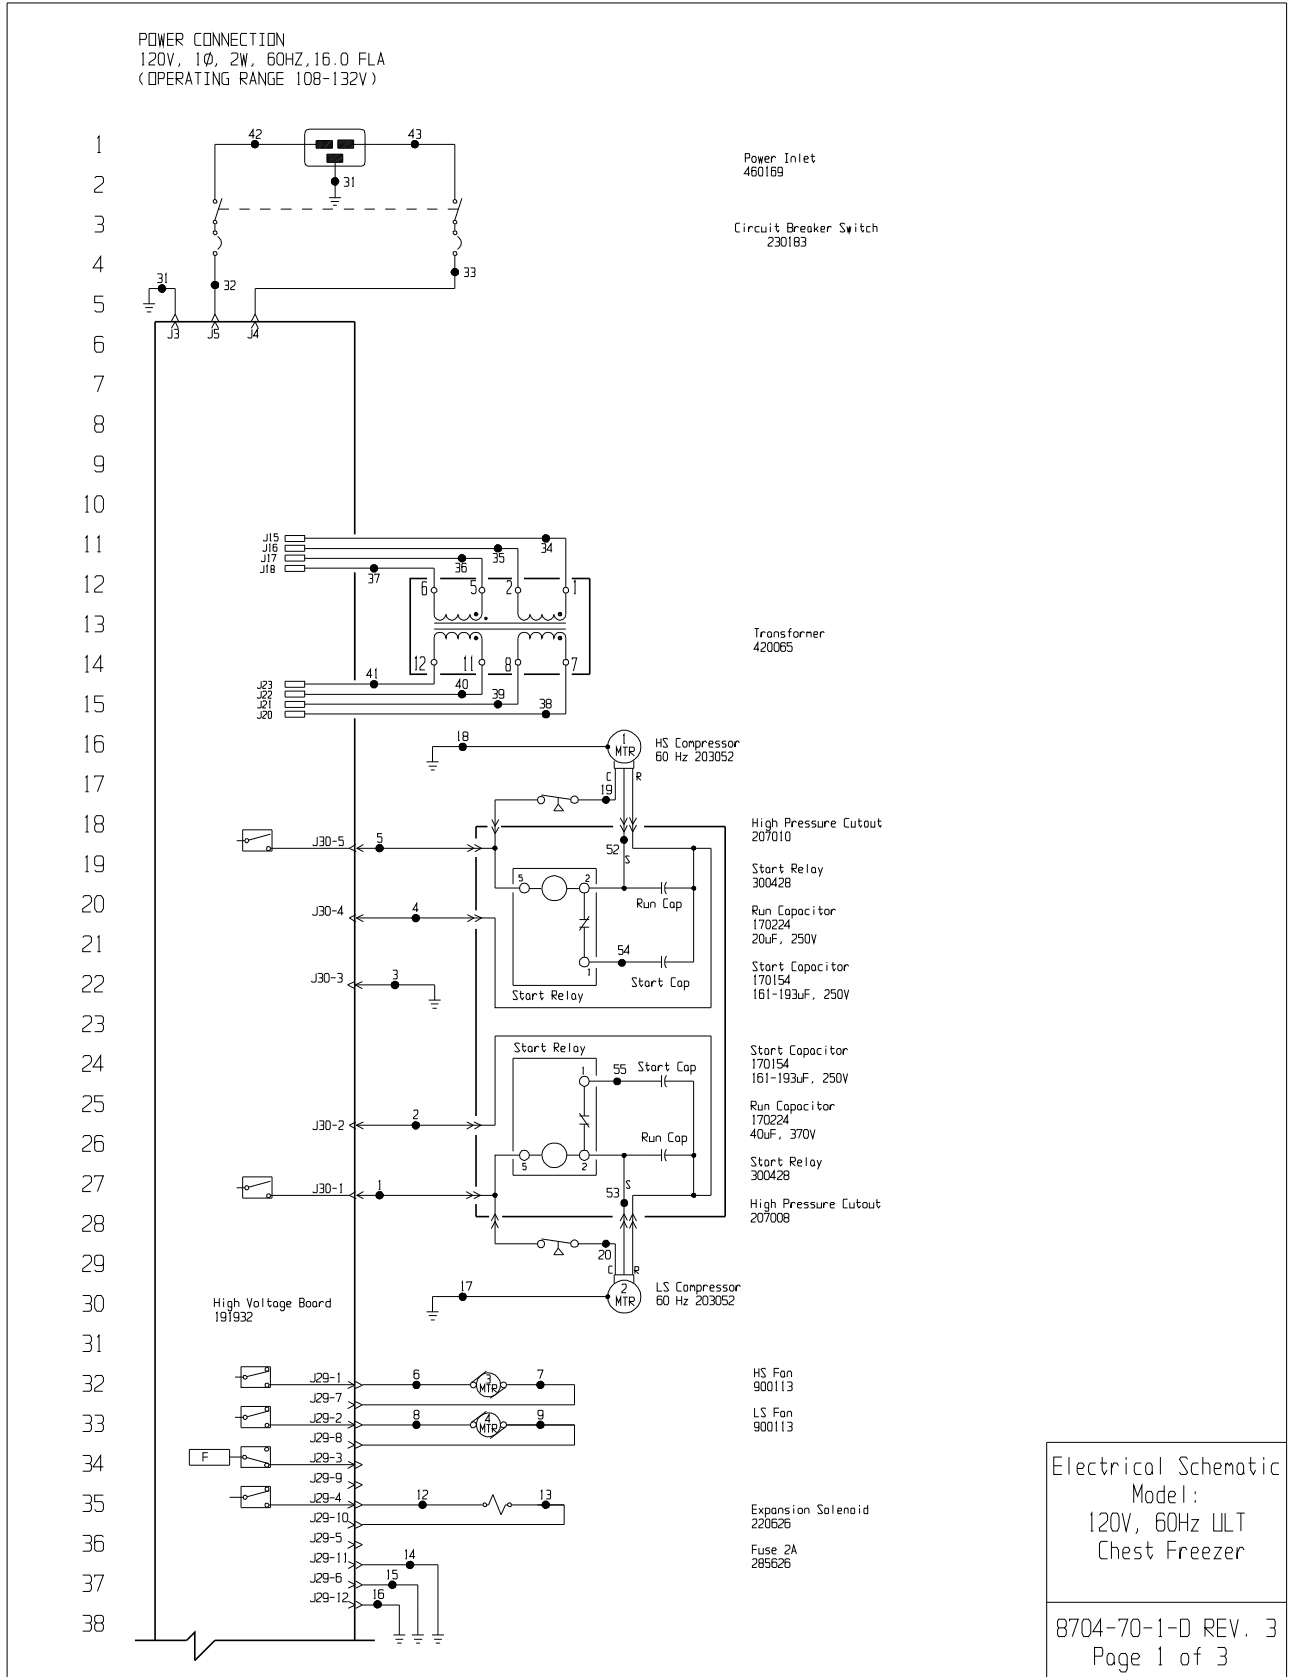 POWER CONNECTION
120V, 1Ø, 2W, 60HZ,16.0 FLA
(OPERATING RANGE 108-132V)
1
42
43
Power Inlet
460169
2
31
3
Circuit Breaker Switch
230183
4
31
32
33
5
J3
J5
J4
6
7
8
9
10
11
J15
J16
J17
J18
34
35
36
37
12
6
5
2
1
13
Transformer
420065
14
12
11
8
7
41
40
39
38
15
J23
J22
J21
J20
16
18
1
MTR
HS Compressor
60 Hz 203052
17
C
R
19
18
High Pressure Cutout
207010
J30-5
5
52
S
19
Start Relay
300428
5
2
Run Cap
20
J30-4
4
Run Capacitor
170224
20uF, 250V
21
54
1
Start Cap
Start Relay
22
J30-3
3
Start Capacitor
170154
161-193uF, 250V
23
24
Start Relay
1
55
Start Cap
Start Capacitor
170154
161-193uF, 250V
25
J30-2
2
Run Capacitor
170224
40uF, 370V
26
Run Cap
5
2
Start Relay
300428
27
J30-1
1
53
S
High Pressure Cutout
207008
28
29
20
C
R
30
17
2
MTR
LS Compressor
60 Hz 203052
High Voltage Board
191932
31
32
J29-1
6
3
MTR
7
HS Fan
900113
J29-7
33
J29-2
8
4
MTR
9
LS Fan
900113
J29-8
34
F
J29-3
J29-9
35
J29-4
12
13
Expansion Solenoid
220626
J29-10
36
J29-5
Fuse 2A
285626
J29-11
14
37
J29-6
15
J29-12
16
38
Electrical Schematic
Model:
120V, 60Hz ULT
Chest Freezer
8704-70-1-D REV. 3
Page 1 of 3